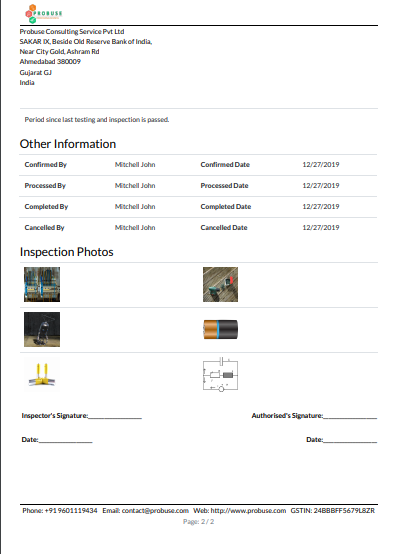 PROBUSE
Probuse Consulting Service Pvt Ltd
SAKAR IX, Beside Old Reserve Bank of India,
Near City Gold, Ashram Rd
Ahmedabad 380009
Gujarat GJ
India
Period since last testing and inspection is passed.
Other Information
Confirmed By Mitchell John Confirmed Date 12/27/2019
Processed By Mitchell John Processed Date 12/27/2019
Completed By Mitchell John Completed Date 12/27/2019
Cancelled By Mitchell John Cancelled Date 12/27/2019
Inspection Photos
Inspector's Signature:______________ Authorised's Signature:______________
Date:______________ Date:______________
Phone: +91 9601119434 Email: contact@probuse.com Web: http://www.probuse.com GSTIN: 24BBBFF5679L8ZR
Page: 2 / 2